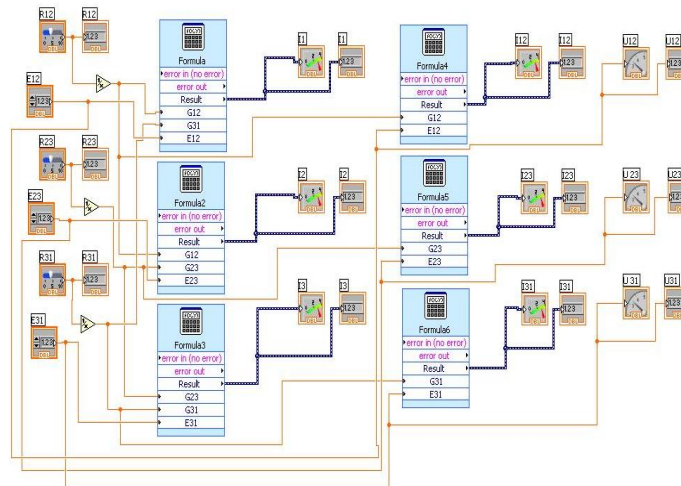 R12 R12
E12
R23 R23
E23
R31 R31
E31
Formula
error in (no error)
error out
Result
G12
G31
E12
I1 I1
Formula2
error in (no error)
error out
Result
G12
G23
E23
I2 I2
Formula3
error in (no error)
error out
Result
G23
G31
E31
I3 I3
Formula4
error in (no error)
error out
Result
G12
E12
I12 I12
U12 U12
Formula5
error in (no error)
error out
Result
G23
E23
I23 I23
U 23 U23
Formula6
error in (no error)
error out
Result
G31
E31
I31 I31
U 31 U31